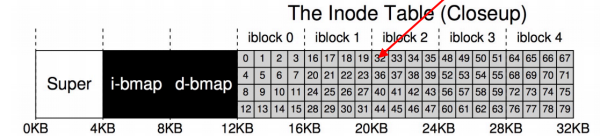 The Inode Table (Closeup)
iblock 0 iblock 1 iblock 2 iblock 3 iblock 4
Super i-bmap d-bmap
0 1 2 3 16 17 18 19 32 33 34 35 48 49 50 51 64 65 66 67
4 5 6 7 20 21 22 23 36 37 38 39 52 53 54 55 68 69 70 71
8 9 10 11 24 25 26 27 40 41 42 43 56 57 58 59 72 73 74 75
12 13 14 15 28 29 30 31 44 45 46 47 60 61 62 63 76 77 78 79
0KB 4KB 8KB 12KB 16KB 20KB 24KB 28KB 32KB